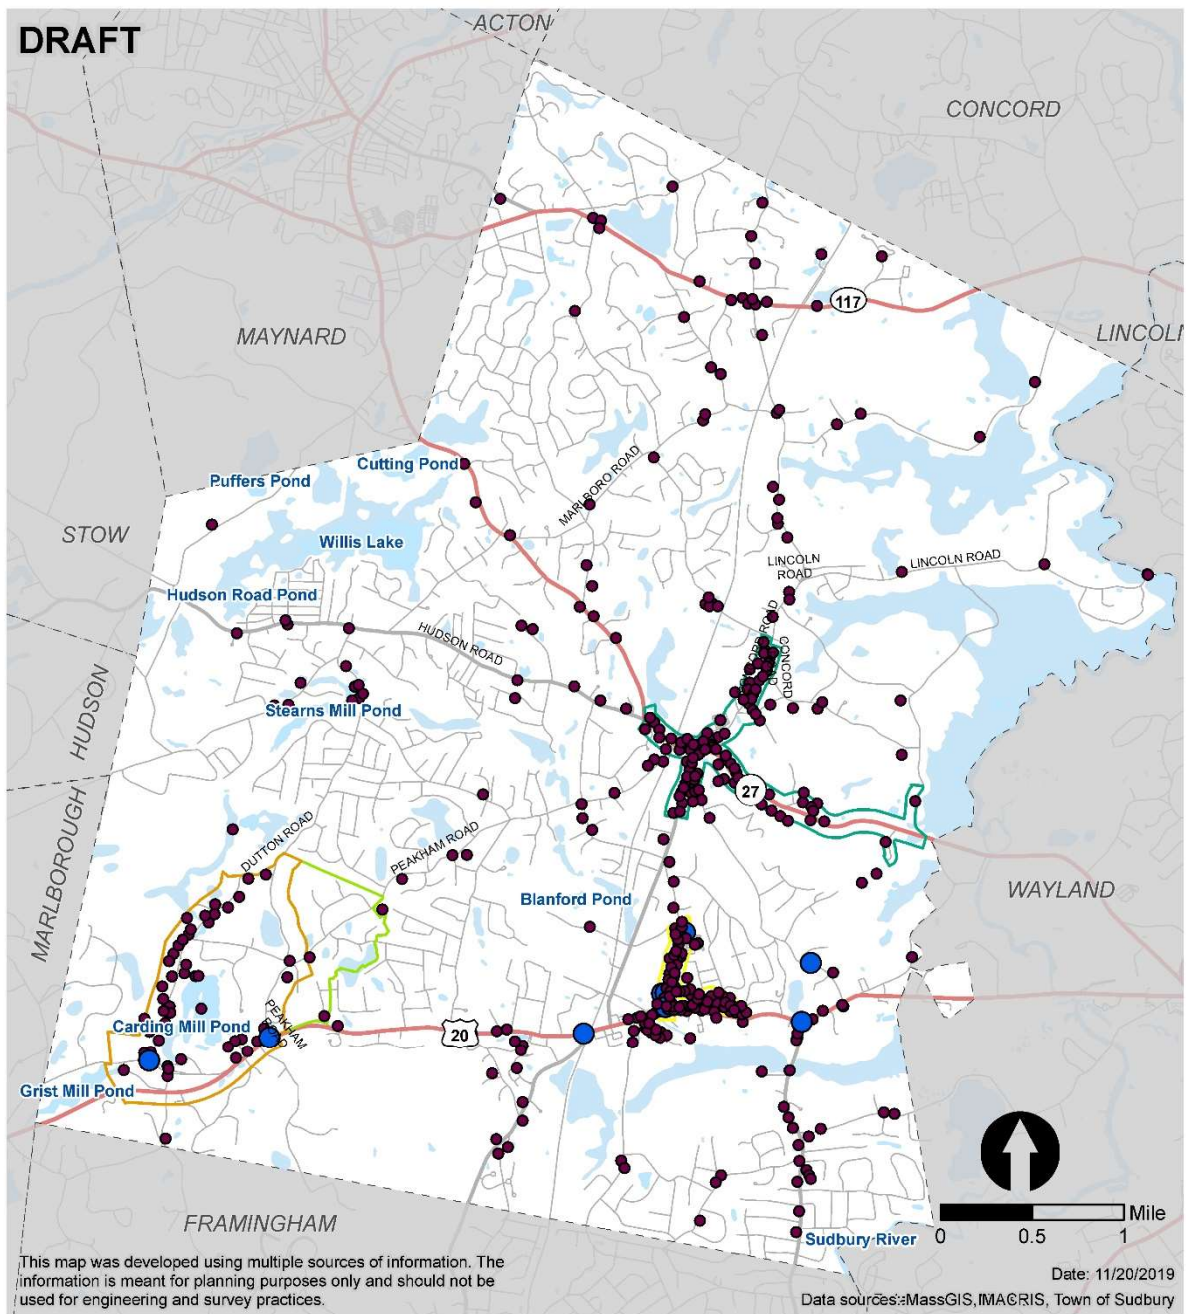 DRAFT
ACTON
CONCORD
117
MAYNARD
LINCOLN
MARLBORO ROAD
Cutting Pond
Puffers Pond
STOW
Willis Lake
LINCOLN
ROAD
LINCOLN ROAD
Hudson Road Pond
HUDSON ROAD
CONCORD
Stearns Mill Pond
HUDSON
27
DUTTON ROAD
PEAKHAM ROAD
MARLBOROUGH
WAYLAND
Blanford Pond
Carding Mill Pond
PEAKHAM
ROAD
20
Grist Mill Pond
FRAMINGHAM
Sudbury River
Mile
0 0.5 1
This map was developed using multiple sources of information. The
information is meant for planning purposes only and should not be
used for engineering and survey practices.
Date: 11/20/2019
Data sources: MassGIS, MACRIS, Town of Sudbury